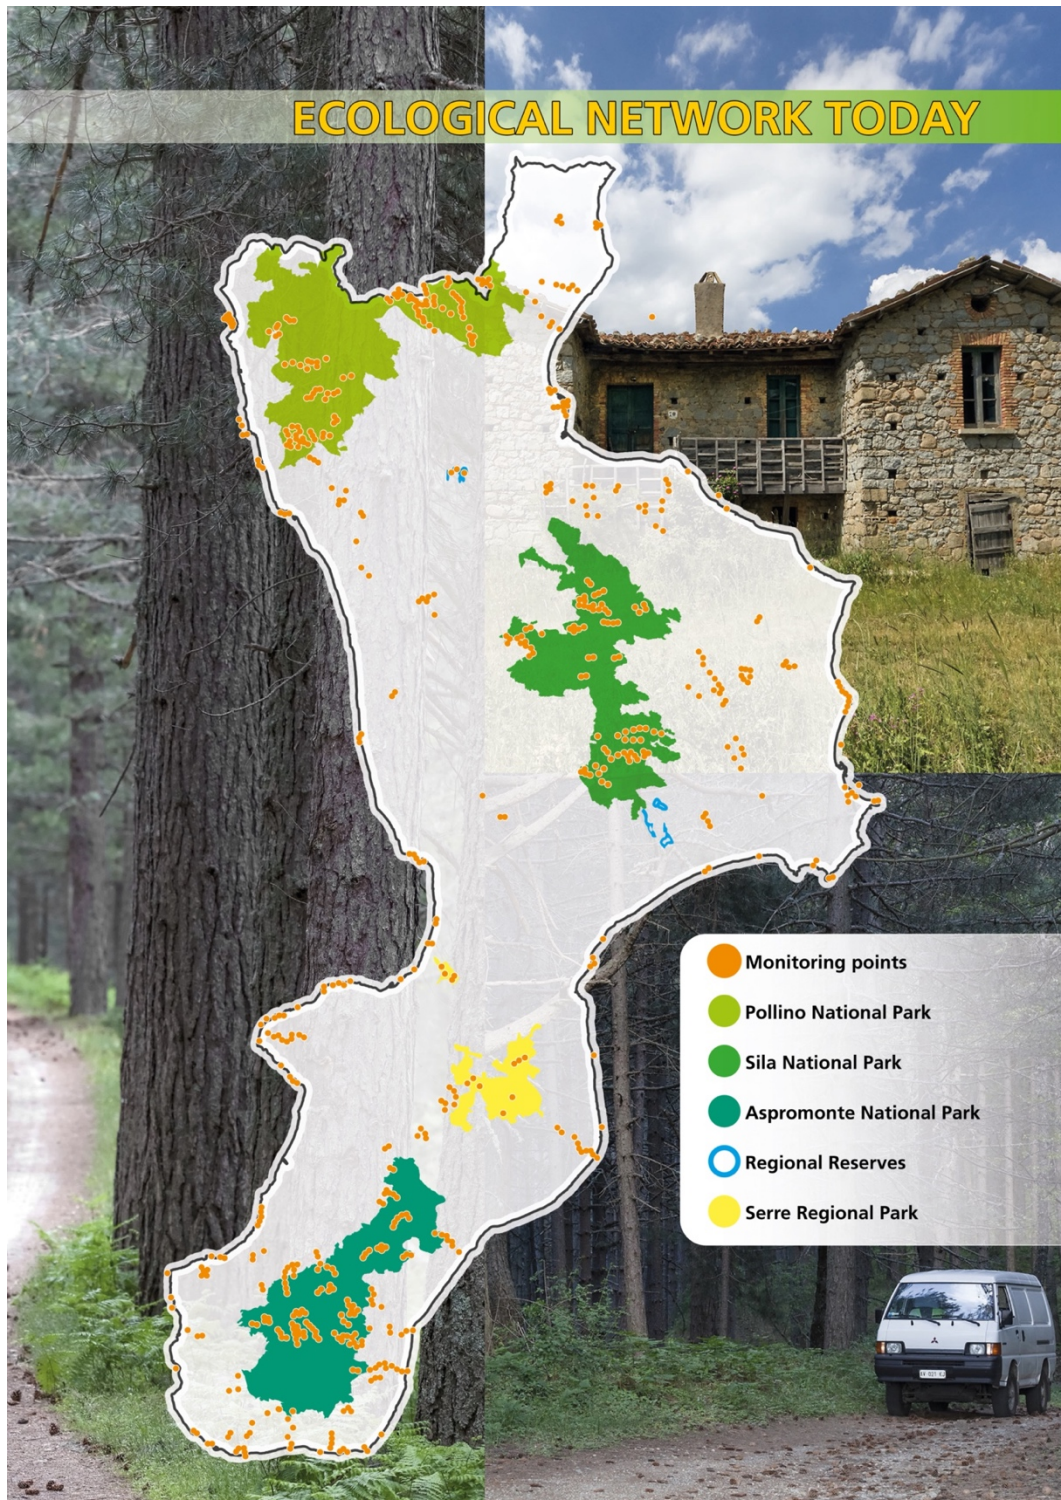 ECOLOGICAL NETWORK TODAY
Monitoring points
Pollino National Park
Sila National Park
Aspromonte National Park
Regional Reserves
Serre Regional Park